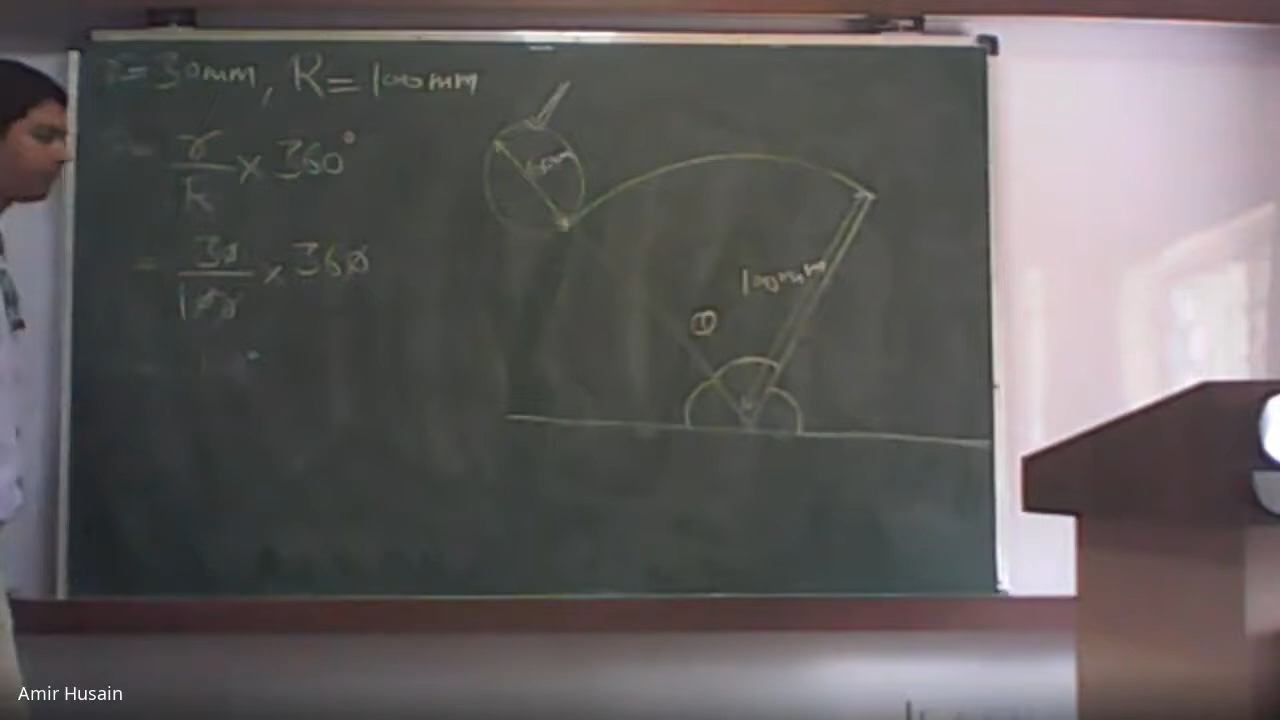 r = 30mm, R = 100mm
= r/R × 360°
= 30/100 × 360
100mm
Amir Husain